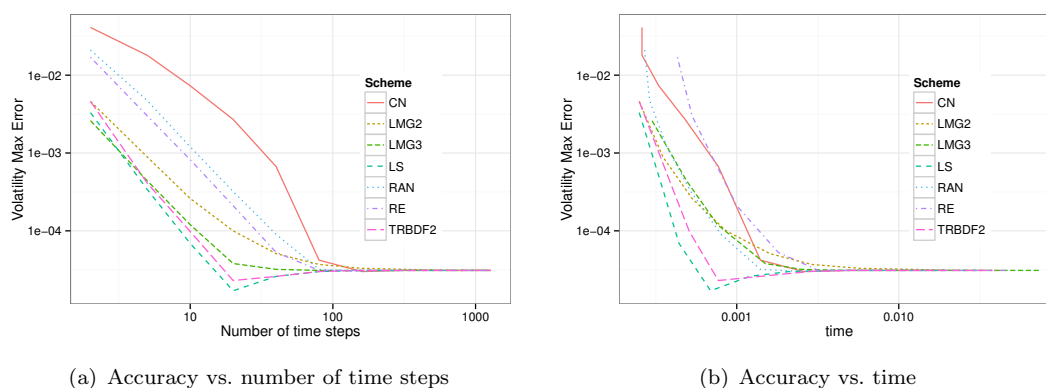 1e−02
1e−03
1e−04
Volatility Max Error
10
100
1000
Number of time steps
Scheme
CN
LMG2
LMG3
LS
RAN
RE
TRBDF2
(a) Accuracy vs. number of time steps
1e−02
1e−03
1e−04
Volatility Max Error
0.001
0.010
time
Scheme
CN
LMG2
LMG3
LS
RAN
RE
TRBDF2
(b) Accuracy vs. time